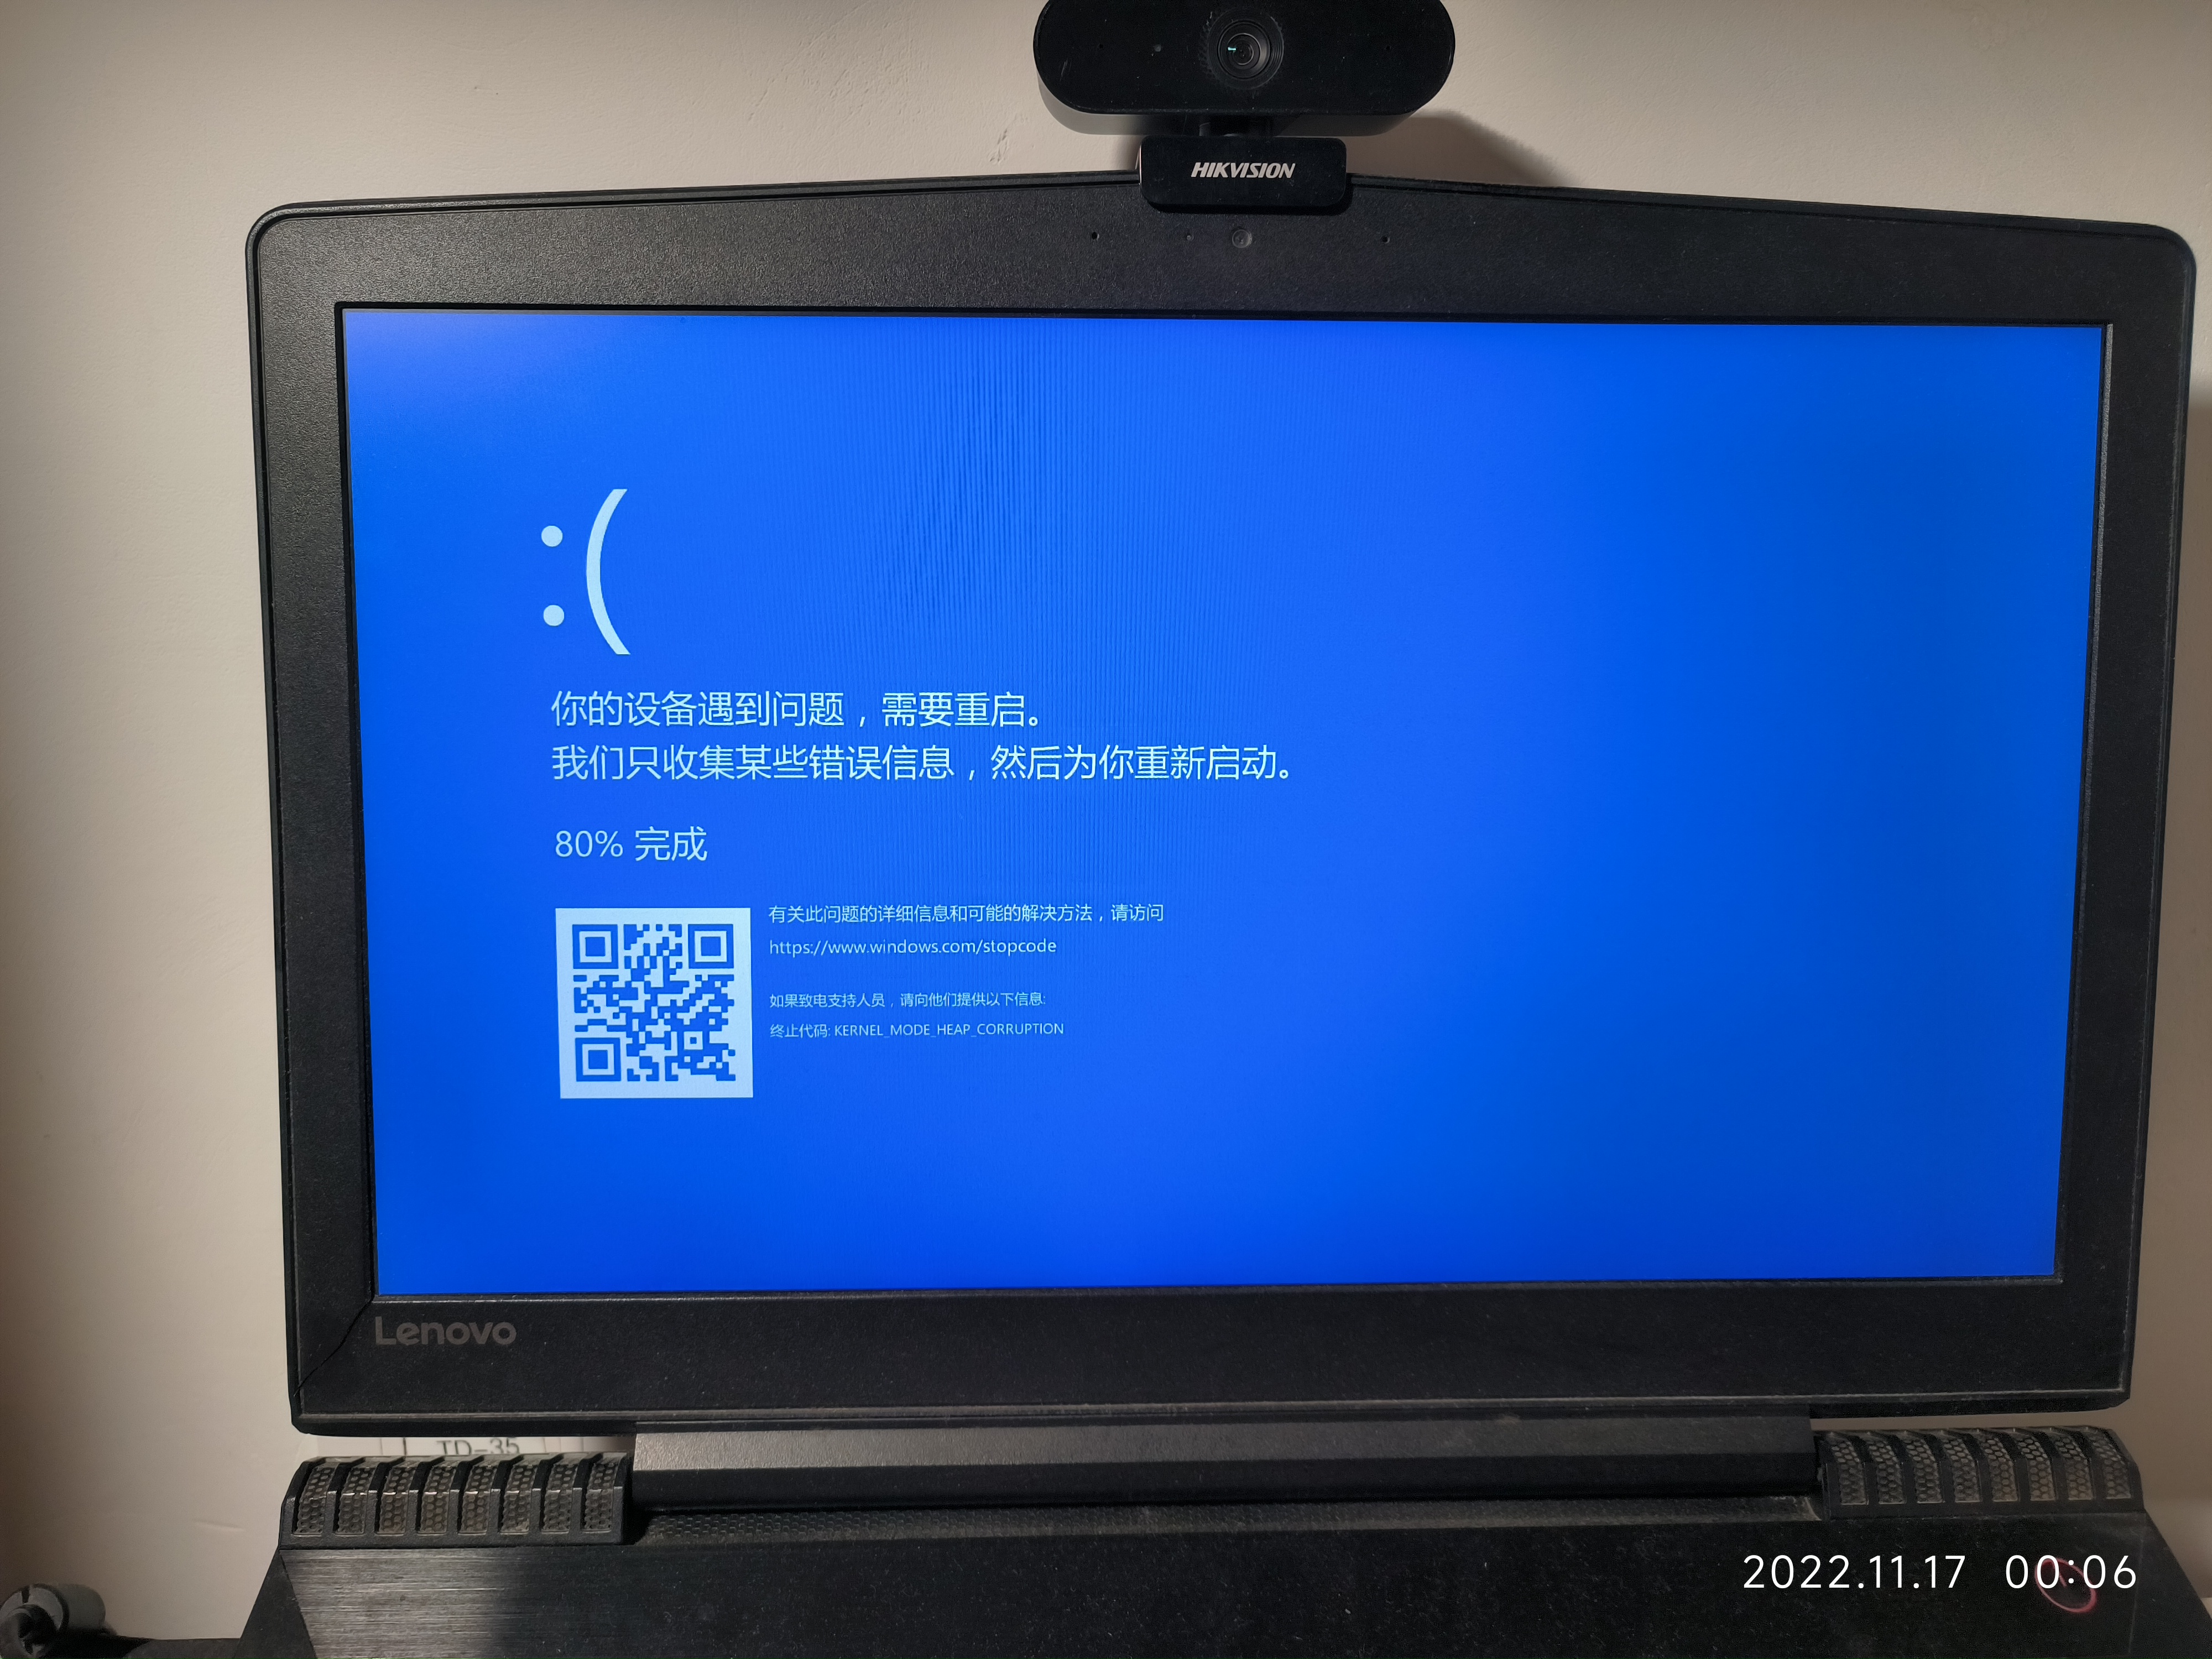 HIKVISION
:(
你的设备遇到问题，需要重启。
我们只收集某些错误信息，然后为你重新启动。
80% 完成
有关此问题的详细信息和可能的解决方法，请访问
https://www.windows.com/stopcode
如果致电支持人员，请向他们提供以下信息:
终止代码: KERNEL_MODE_HEAP_CORRUPTION
Lenovo
TD-35
2022.11.17 00:06